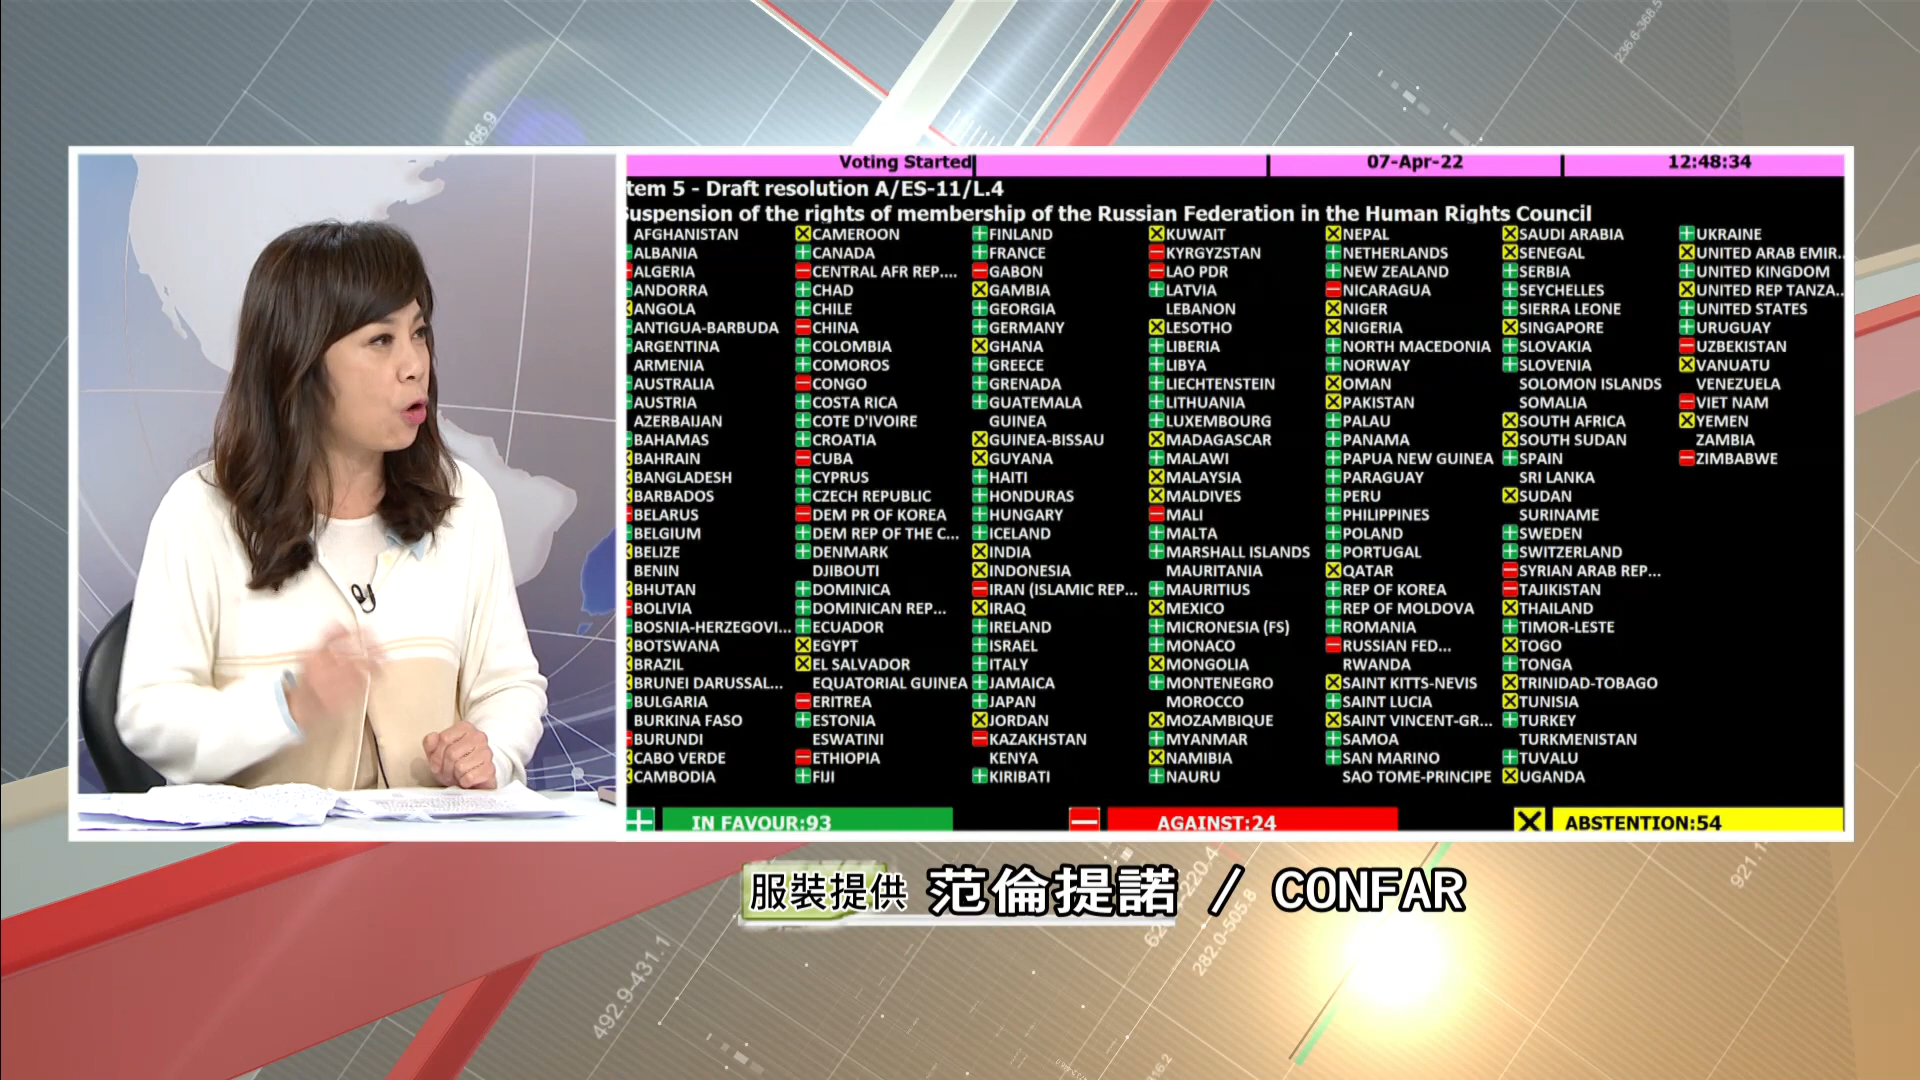 Voting Started 07-Apr-22 12:48:34
tem 5 - Draft resolution A/ES-11/L.4
Suspension of the rights of membership of the Russian Federation in the Human Rights Council
AFGHANISTAN
ALBANIA
ALGERIA
ANDORRA
ANGOLA
ANTIGUA-BARBUDA
ARGENTINA
ARMENIA
AUSTRALIA
AUSTRIA
AZERBAIJAN
BAHAMAS
BAHRAIN
BANGLADESH
BARBADOS
BELARUS
BELGIUM
BELIZE
BENIN
BHUTAN
BOLIVIA
BOSNIA-HERZEGOVI...
BOTSWANA
BRAZIL
BRUNEI DARUSSAL...
BULGARIA
BURKINA FASO
BURUNDI
CABO VERDE
CAMBODIA
CAMEROON
CANADA
CENTRAL AFR REP....
CHAD
CHILE
CHINA
COLOMBIA
COMOROS
CONGO
COSTA RICA
COTE D'IVOIRE
CROATIA
CUBA
CYPRUS
CZECH REPUBLIC
DEM PR OF KOREA
DEM REP OF THE C...
DENMARK
DJIBOUTI
DOMINICA
DOMINICAN REP...
ECUADOR
EGYPT
EL SALVADOR
EQUATORIAL GUINEA
ERITREA
ESTONIA
ESWATINI
ETHIOPIA
FIJI
FINLAND
FRANCE
GABON
GAMBIA
GEORGIA
GERMANY
GHANA
GREECE
GRENADA
GUATEMALA
GUINEA
GUINEA-BISSAU
GUYANA
HAITI
HONDURAS
HUNGARY
ICELAND
INDIA
INDONESIA
IRAN (ISLAMIC REP...
IRAQ
IRELAND
ISRAEL
ITALY
JAMAICA
JAPAN
JORDAN
KAZAKHSTAN
KENYA
KIRIBATI
KUWAIT
KYRGYZSTAN
LAO PDR
LATVIA
LEBANON
LESOTHO
LIBERIA
LIBYA
LIECHTENSTEIN
LITHUANIA
LUXEMBOURG
MADAGASCAR
MALAWI
MALAYSIA
MALDIVES
MALI
MALTA
MARSHALL ISLANDS
MAURITANIA
MAURITIUS
MEXICO
MICRONESIA (FS)
MONACO
MONGOLIA
MONTENEGRO
MOROCCO
MOZAMBIQUE
MYANMAR
NAMIBIA
NAURU
NEPAL
NETHERLANDS
NEW ZEALAND
NICARAGUA
NIGER
NIGERIA
NORTH MACEDONIA
NORWAY
OMAN
PAKISTAN
PALAU
PANAMA
PAPUA NEW GUINEA
PARAGUAY
PERU
PHILIPPINES
POLAND
PORTUGAL
QATAR
REP OF KOREA
REP OF MOLDOVA
ROMANIA
RUSSIAN FED...
RWANDA
SAINT KITTS-NEVIS
SAINT LUCIA
SAINT VINCENT-GR...
SAMOA
SAN MARINO
SAO TOME-PRINCIPE
SAUDI ARABIA
SENEGAL
SERBIA
SEYCHELLES
SIERRA LEONE
SINGAPORE
SLOVAKIA
SLOVENIA
SOLOMON ISLANDS
SOMALIA
SOUTH AFRICA
SOUTH SUDAN
SPAIN
SRI LANKA
SUDAN
SURINAME
SWEDEN
SWITZERLAND
SYRIAN ARAB REP...
TAJIKISTAN
THAILAND
TIMOR-LESTE
TOGO
TONGA
TRINIDAD-TOBAGO
TUNISIA
TURKEY
TURKMENISTAN
TUVALU
UGANDA
UKRAINE
UNITED ARAB EMIR..
UNITED KINGDOM
UNITED REP TANZA..
UNITED STATES
URUGUAY
UZBEKISTAN
VANUATU
VENEZUELA
VIET NAM
YEMEN
ZAMBIA
ZIMBABWE
IN FAVOUR:93 AGAINST:24 ABSTENTION:54
服裝提供 范倫提諾 / CONFAR
492.9-431.1
282.0-505.8